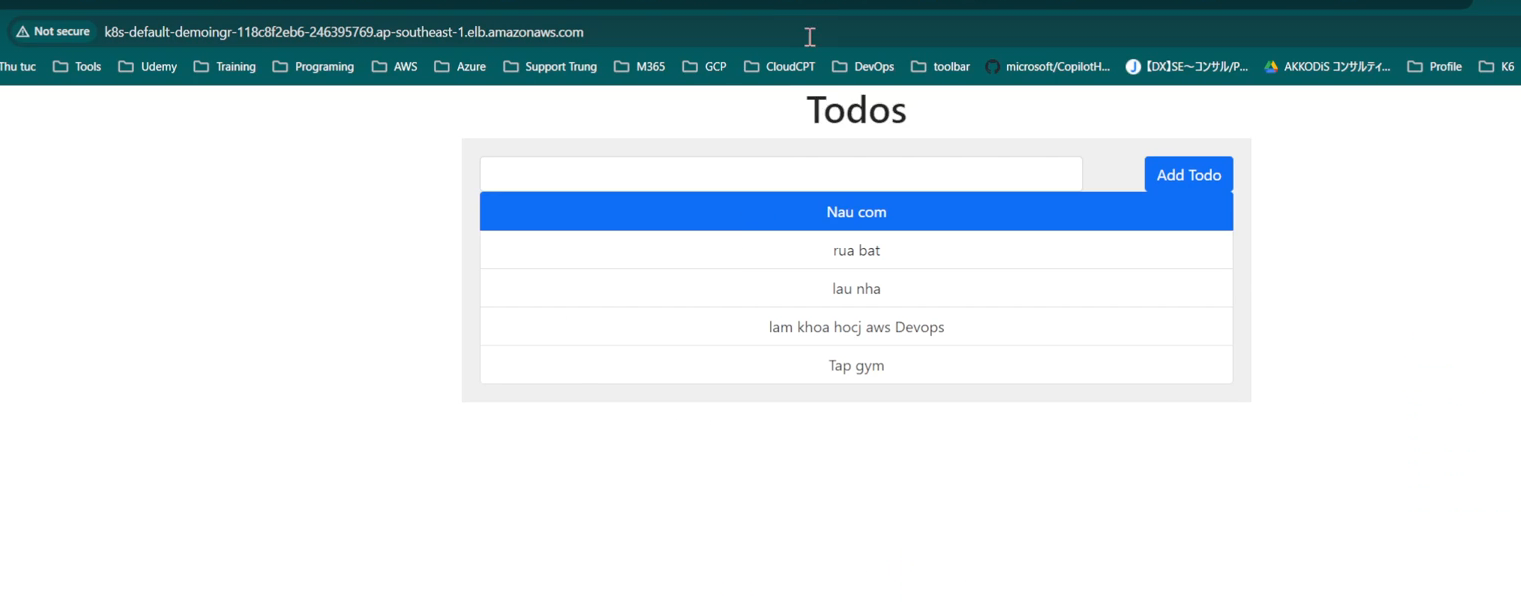 Not secure k8s-default-demoingr-118c8f2eb6-246395769.ap-southeast-1.elb.amazonaws.com
Thu tuc Tools Udemy Training Programing AWS Azure Support Trung M365 GCP CloudCPT DevOps toolbar microsoft/CopilotH... 【DX】SE～コンサル/P... AKKODiS コンサルティ... Profile K6
Todos
Add Todo
Nau com
rua bat
lau nha
lam khoa hocj aws Devops
Tap gym